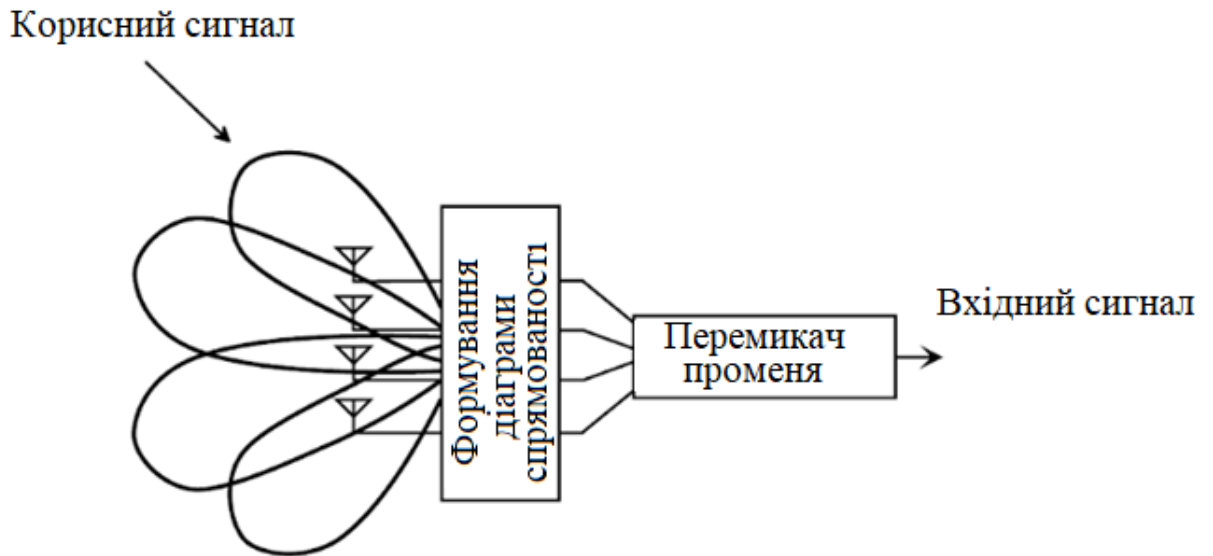 Корисний сигнал
Формування
діаграми
спрямованості
Перемикач
променя
Вхідний сигнал